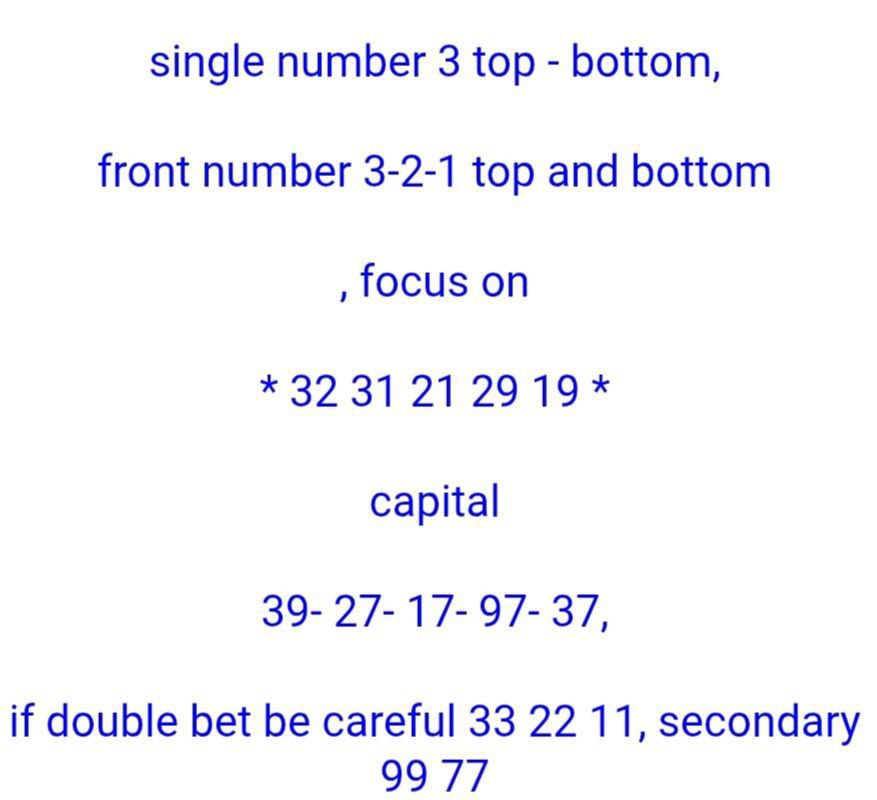 single number 3 top - bottom,
front number 3-2-1 top and bottom
, focus on
* 32 31 21 29 19 *
capital
39- 27- 17- 97- 37,
if double bet be careful 33 22 11, secondary
99 77